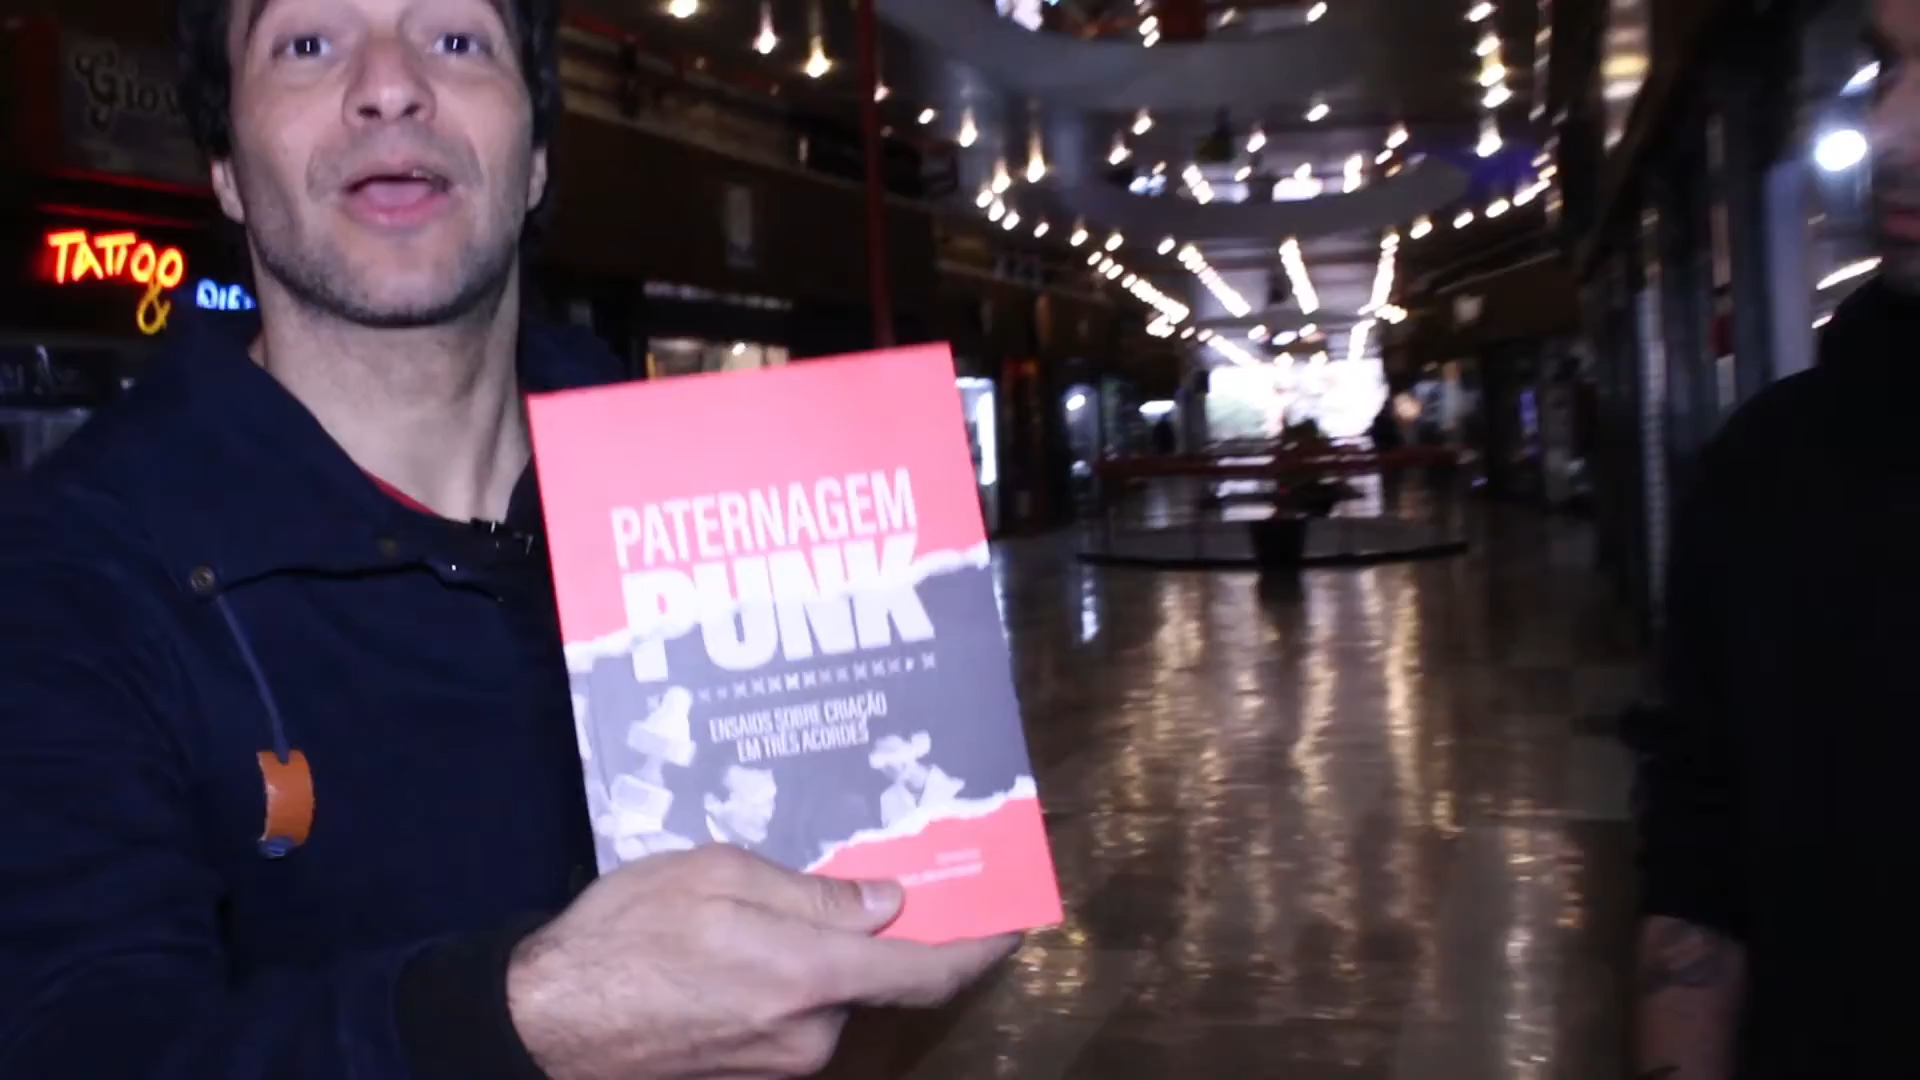 TATTOO
&
PATERNAGEM
PUNK
ENSAIOS SOBRE CRIAÇÃO
EM TRÊS ACORDES